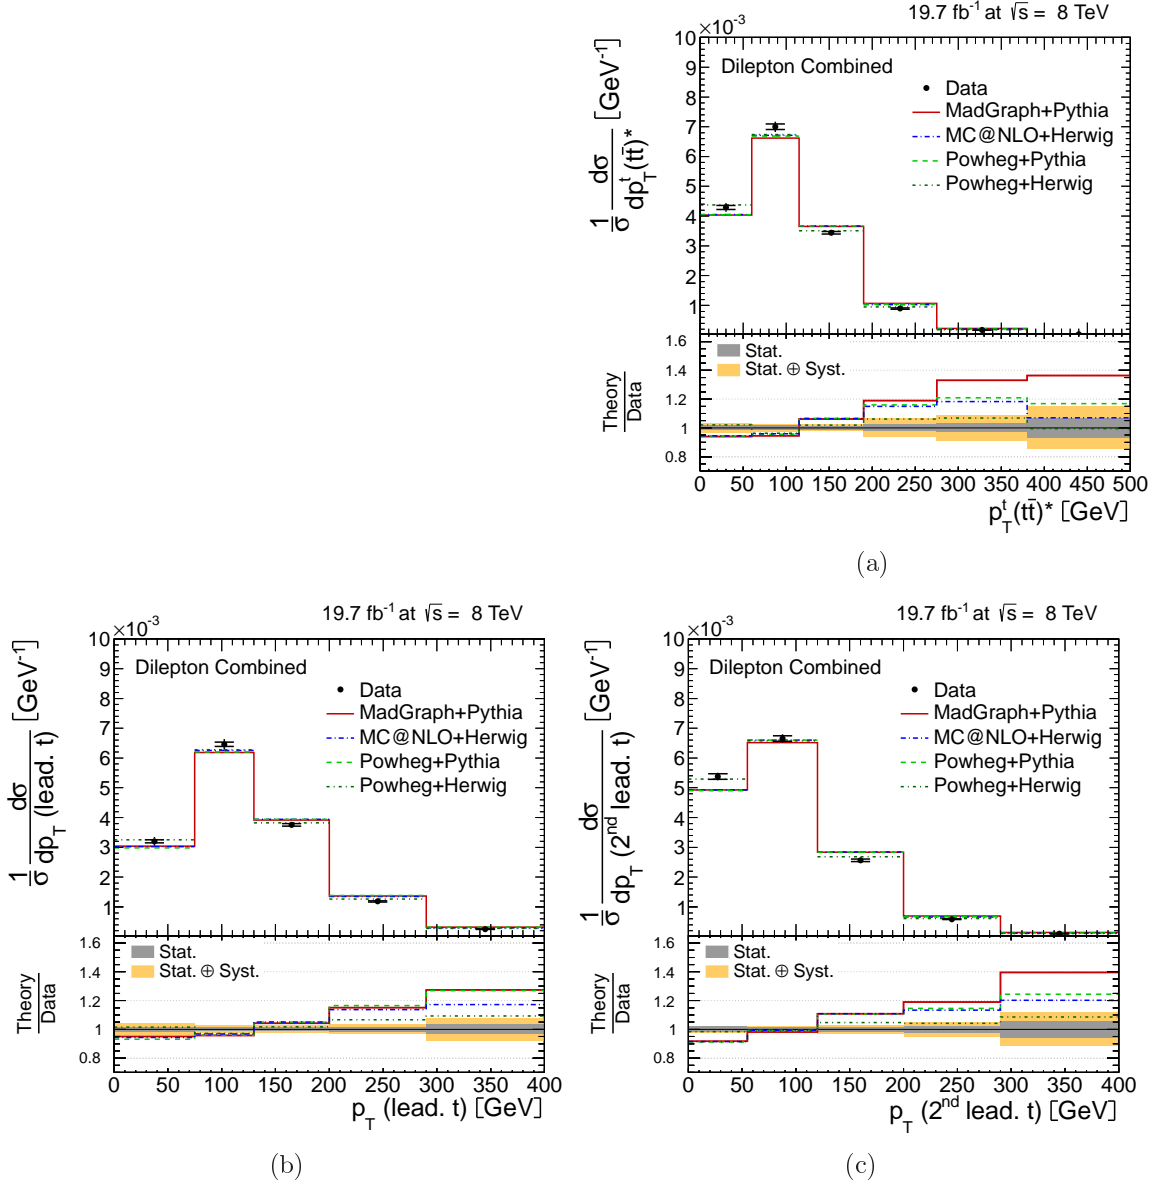 19.7 fb⁻¹ at √s = 8 TeV
×10⁻³
1/σ dσ/dp_T^t(tt̄)* [GeV⁻¹]
10
9
8
7
6
5
4
3
2
1
Dilepton Combined
Data
MadGraph+Pythia
MC@NLO+Herwig
Powheg+Pythia
Powheg+Herwig
Theory/Data
1.6
1.4
1.2
1
0.8
Stat.
Stat. ⊕ Syst.
0 50 100 150 200 250 300 350 400 450 500
p_T^t(tt̄)* [GeV]
(a)
19.7 fb⁻¹ at √s = 8 TeV
×10⁻³
1/σ dσ/dp_T (lead. t) [GeV⁻¹]
10
9
8
7
6
5
4
3
2
1
Dilepton Combined
Data
MadGraph+Pythia
MC@NLO+Herwig
Powheg+Pythia
Powheg+Herwig
Theory/Data
1.6
1.4
1.2
1
0.8
Stat.
Stat. ⊕ Syst.
0 50 100 150 200 250 300 350 400
p_T (lead. t) [GeV]
(b)
19.7 fb⁻¹ at √s = 8 TeV
×10⁻³
1/σ dσ/dp_T (2ⁿᵈ lead. t) [GeV⁻¹]
10
9
8
7
6
5
4
3
2
1
Dilepton Combined
Data
MadGraph+Pythia
MC@NLO+Herwig
Powheg+Pythia
Powheg+Herwig
Theory/Data
1.6
1.4
1.2
1
0.8
Stat.
Stat. ⊕ Syst.
0 50 100 150 200 250 300 350 400
p_T (2ⁿᵈ lead. t) [GeV]
(c)